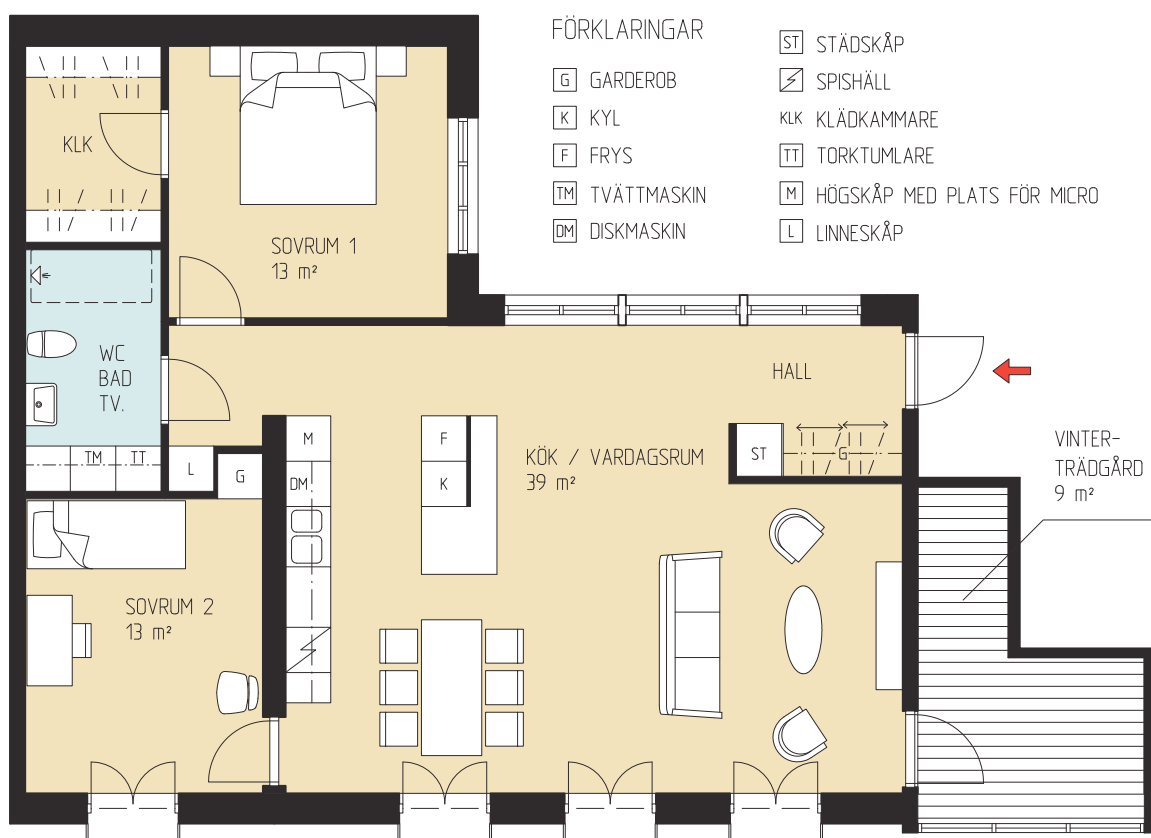 FÖRKLARINGAR
G GARDEROB
K KYL
F FRYS
TM TVÄTTMASKIN
DM DISKMASKIN
ST STÄDSKÅP
SPISHÄLL
KLK KLÄDKAMMARE
TT TORKTUMLARE
M HÖGSKÅP MED PLATS FÖR MICRO
L LINNESKÅP
KLK
SOVRUM 1
13 m²
WC
BAD
TV.
HALL
TM
TT
L
G
M
DM
F
K
KÖK / VARDAGSRUM
39 m²
ST
G
VINTER-
TRÄDGÅRD
9 m²
SOVRUM 2
13 m²